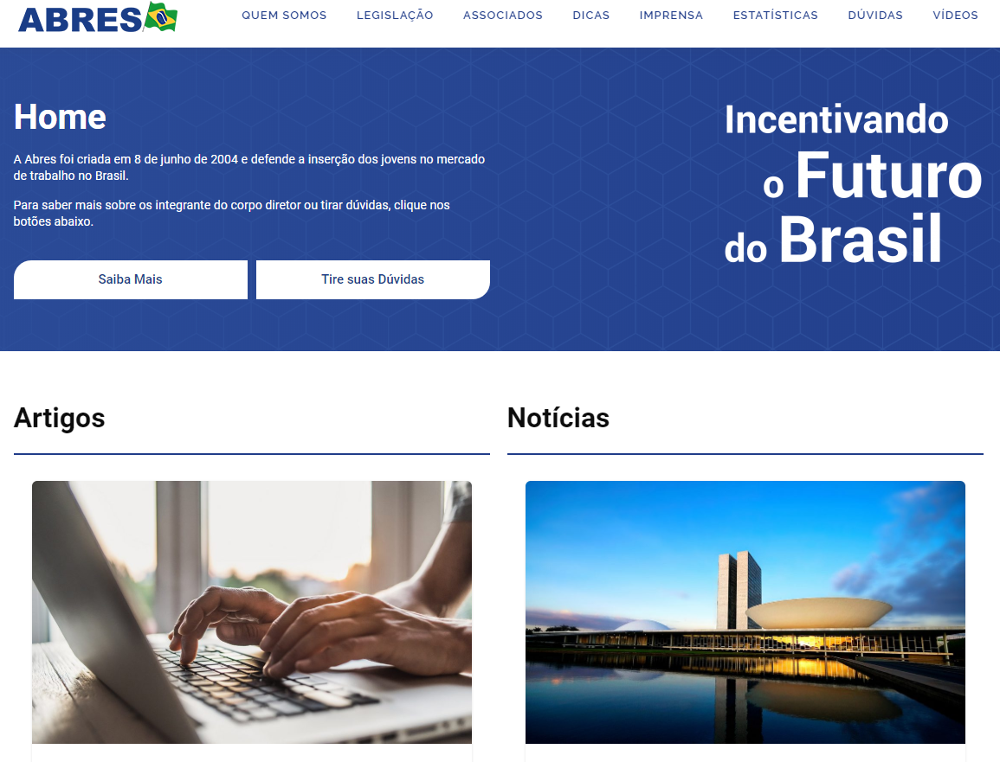 ABRES
QUEM SOMOS
LEGISLAÇÃO
ASSOCIADOS
DICAS
IMPRENSA
ESTATÍSTICAS
DÚVIDAS
VÍDEOS
Home
A Abres foi criada em 8 de junho de 2004 e defende a inserção dos jovens no mercado
de trabalho no Brasil.
Para saber mais sobre os integrante do corpo diretor ou tirar dúvidas, clique nos
botões abaixo.
Saiba Mais
Tire suas Dúvidas
Incentivando
o Futuro
do Brasil
Artigos
Notícias